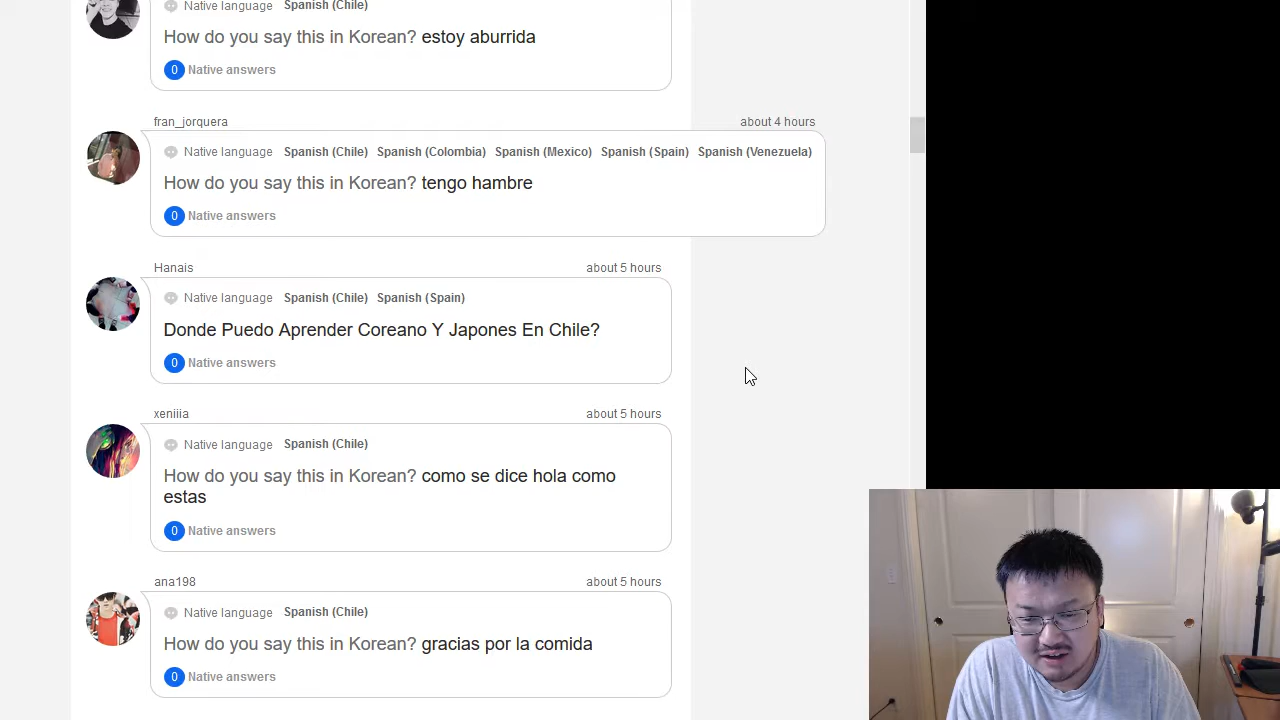 Native language Spanish (Chile)
How do you say this in Korean? estoy aburrida
0 Native answers
fran_jorquera about 4 hours
Native language Spanish (Chile) Spanish (Colombia) Spanish (Mexico) Spanish (Spain) Spanish (Venezuela)
How do you say this in Korean? tengo hambre
0 Native answers
Hanais about 5 hours
Native language Spanish (Chile) Spanish (Spain)
Donde Puedo Aprender Coreano Y Japones En Chile?
0 Native answers
xeniiia about 5 hours
Native language Spanish (Chile)
How do you say this in Korean? como se dice hola como
estas
0 Native answers
ana198 about 5 hours
Native language Spanish (Chile)
How do you say this in Korean? gracias por la comida
0 Native answers